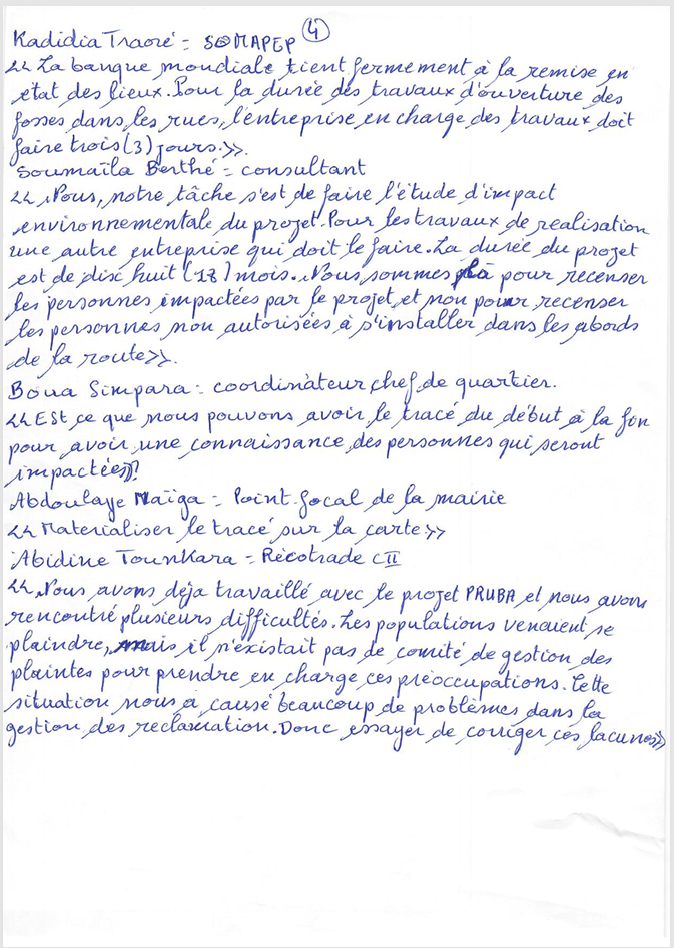 ④
Kadidia Traoré = SOMAPEP
<< La banque mondiale tient fermement à la remise en
état des lieux. Pour la durée des travaux d'ouverture des
fosses dans les rues, l'entreprise en charge des travaux doit
faire trois (3) jours.>>.
Soumaïla Berthé = consultant
<< Nous, notre tâche s'est de faire l'étude d'impact
environnementale du projet. Pour les travaux de realisation
une autre entreprise qui doit le faire. La durée du projet
est de dix huit (18) mois. Nous sommes là pour recenser
les personnes impactées par le projet, et non pour recenser
les personnes non autorisées à s'installer dans les abords
de la route>>.
Boua Simpara = coordinateur, chef de quartier.
<< Est ce que nous pouvons avoir le tracé du début à la fin
pour avoir une connaissance des personnes qui seront
impactées>>?
Abdoulaye Maïga = Point focal de la mairie
<< Materialiser le tracé sur la carte>>
Abidine Tounkara = Recotrade CII
<< Nous avons déja travaillé avec le projet PRUBA et nous avons
rencontré plusieurs difficultés. Les populations venaient se
plaindre, mais il n'existait pas de comité de gestion des
plaintes pour prendre en charge ces préoccupations. Cette
situation nous a causé beaucoup de problèmes dans la
gestion des reclamation. Donc essayer de corriger ces lacunes>>